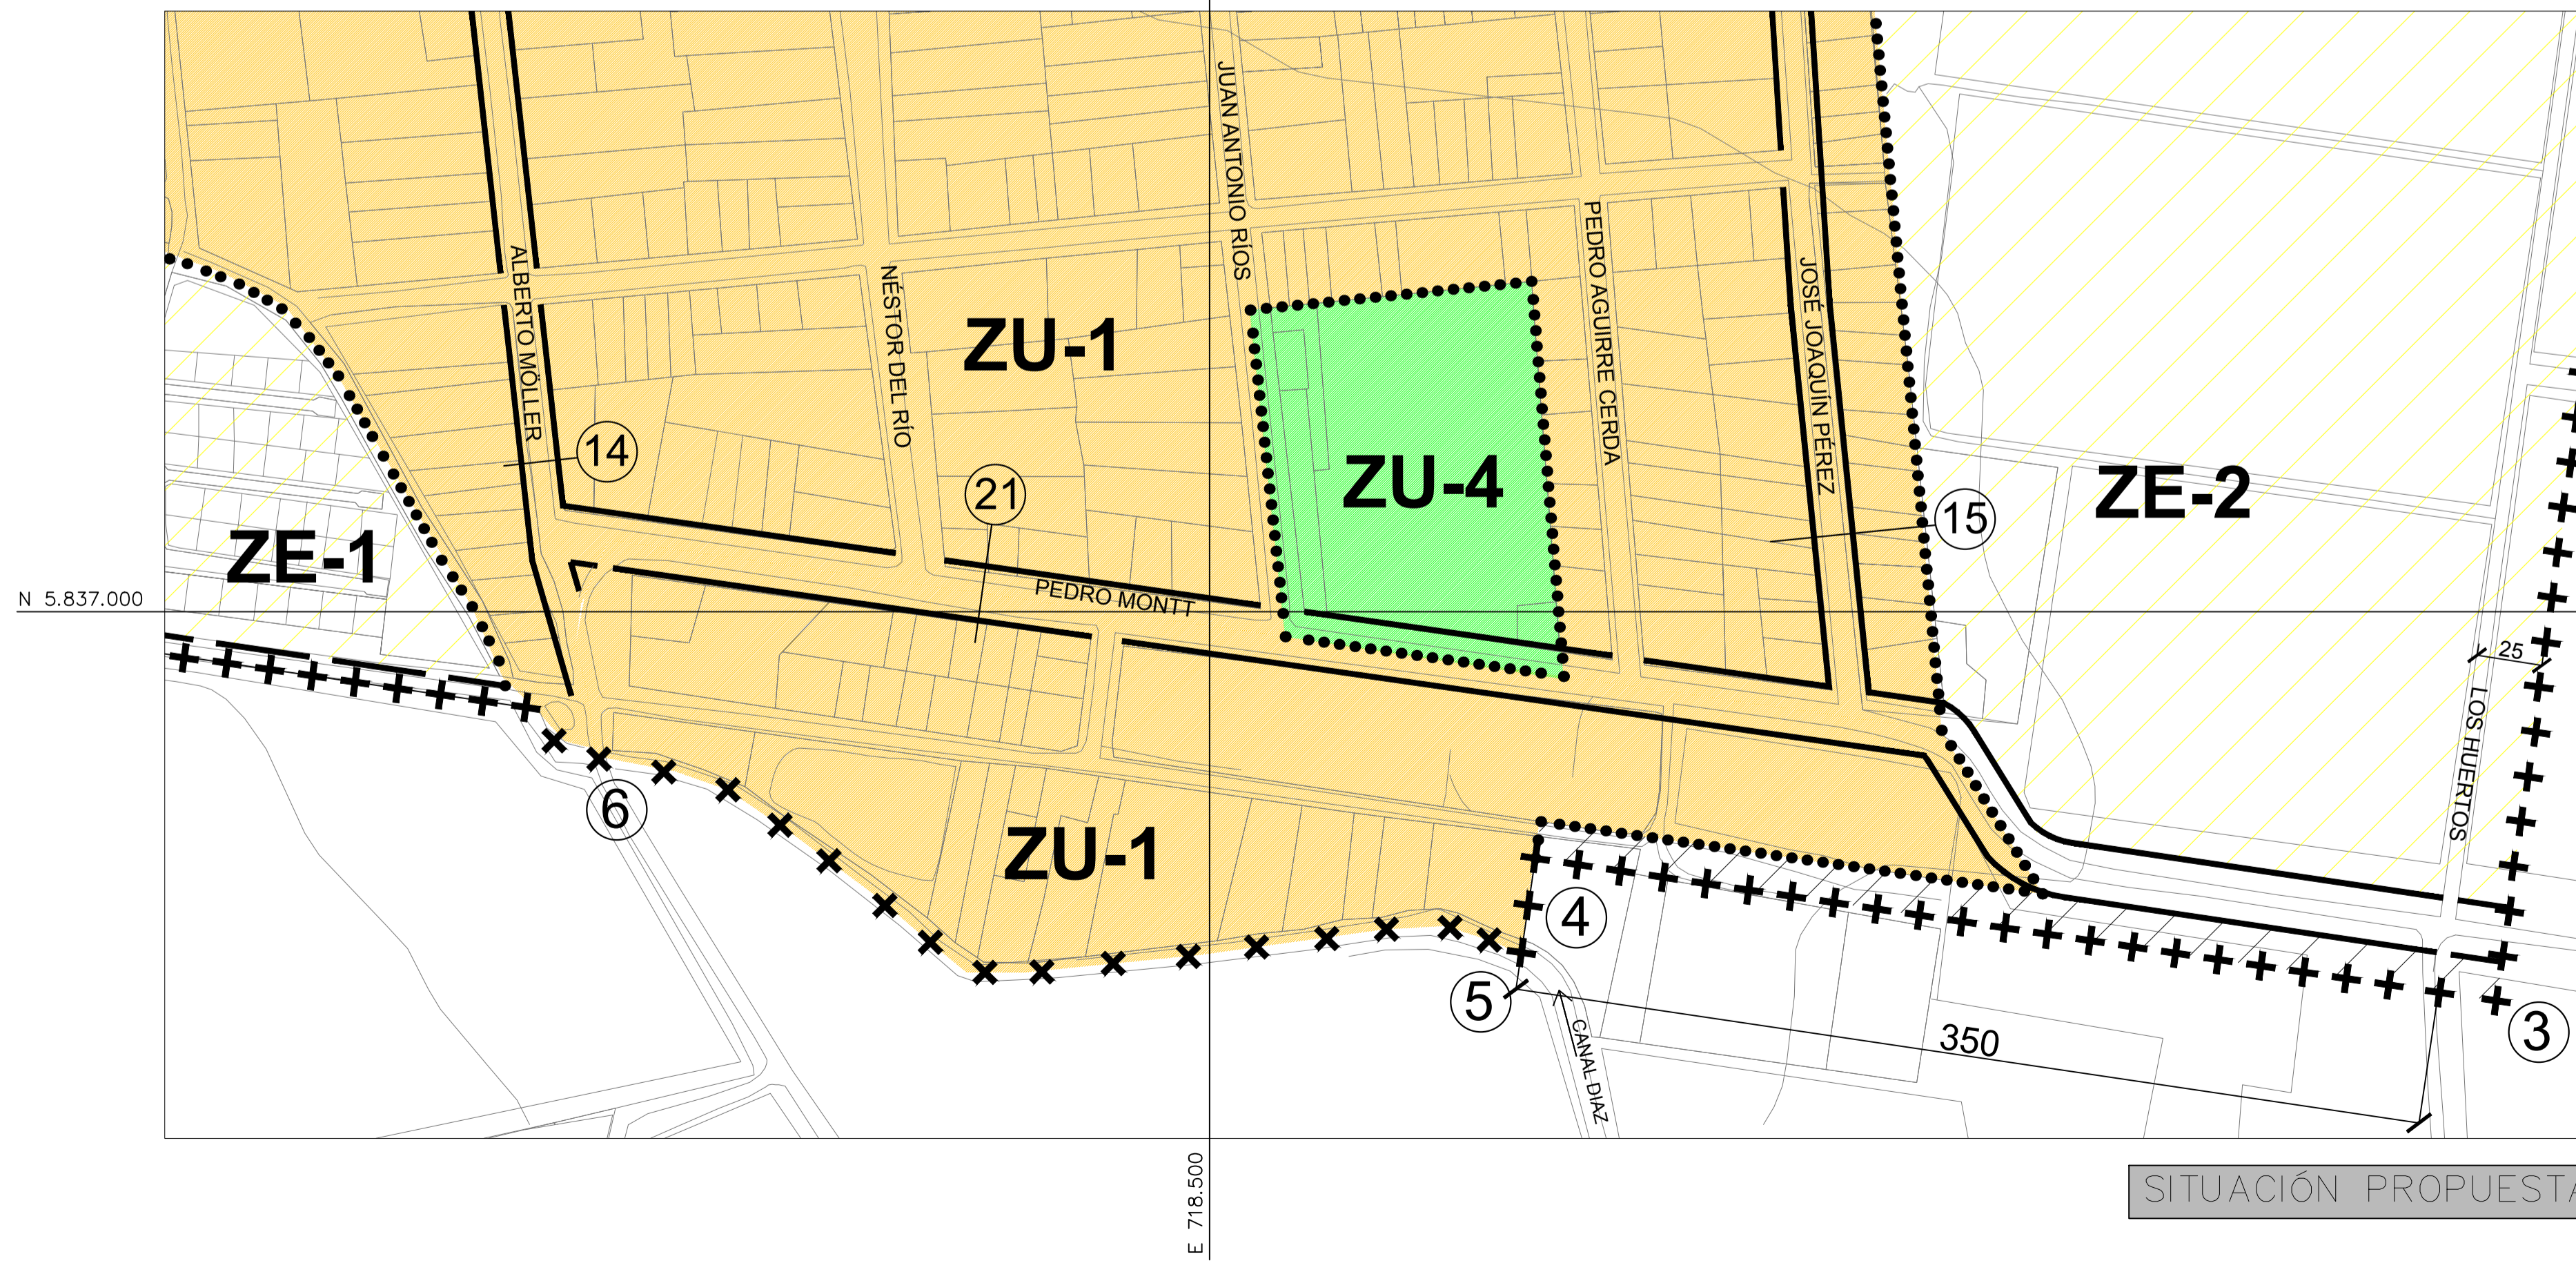 JUAN ANTONIO RÍOS
PEDRO AGUIRRE CERDA
ALBERTO MÖLLER
NÉSTOR DEL RÍO
JOSÉ JOAQUÍN PÉREZ
ZU-1
14
21
ZU-4
15
ZE-2
ZE-1
N 5.837.000
PEDRO MONTT
25
LOS HUERTOS
6
ZU-1
4
5
CANAL DIAZ
350
3
E 718.500
SITUACIÓN PROPUESTA